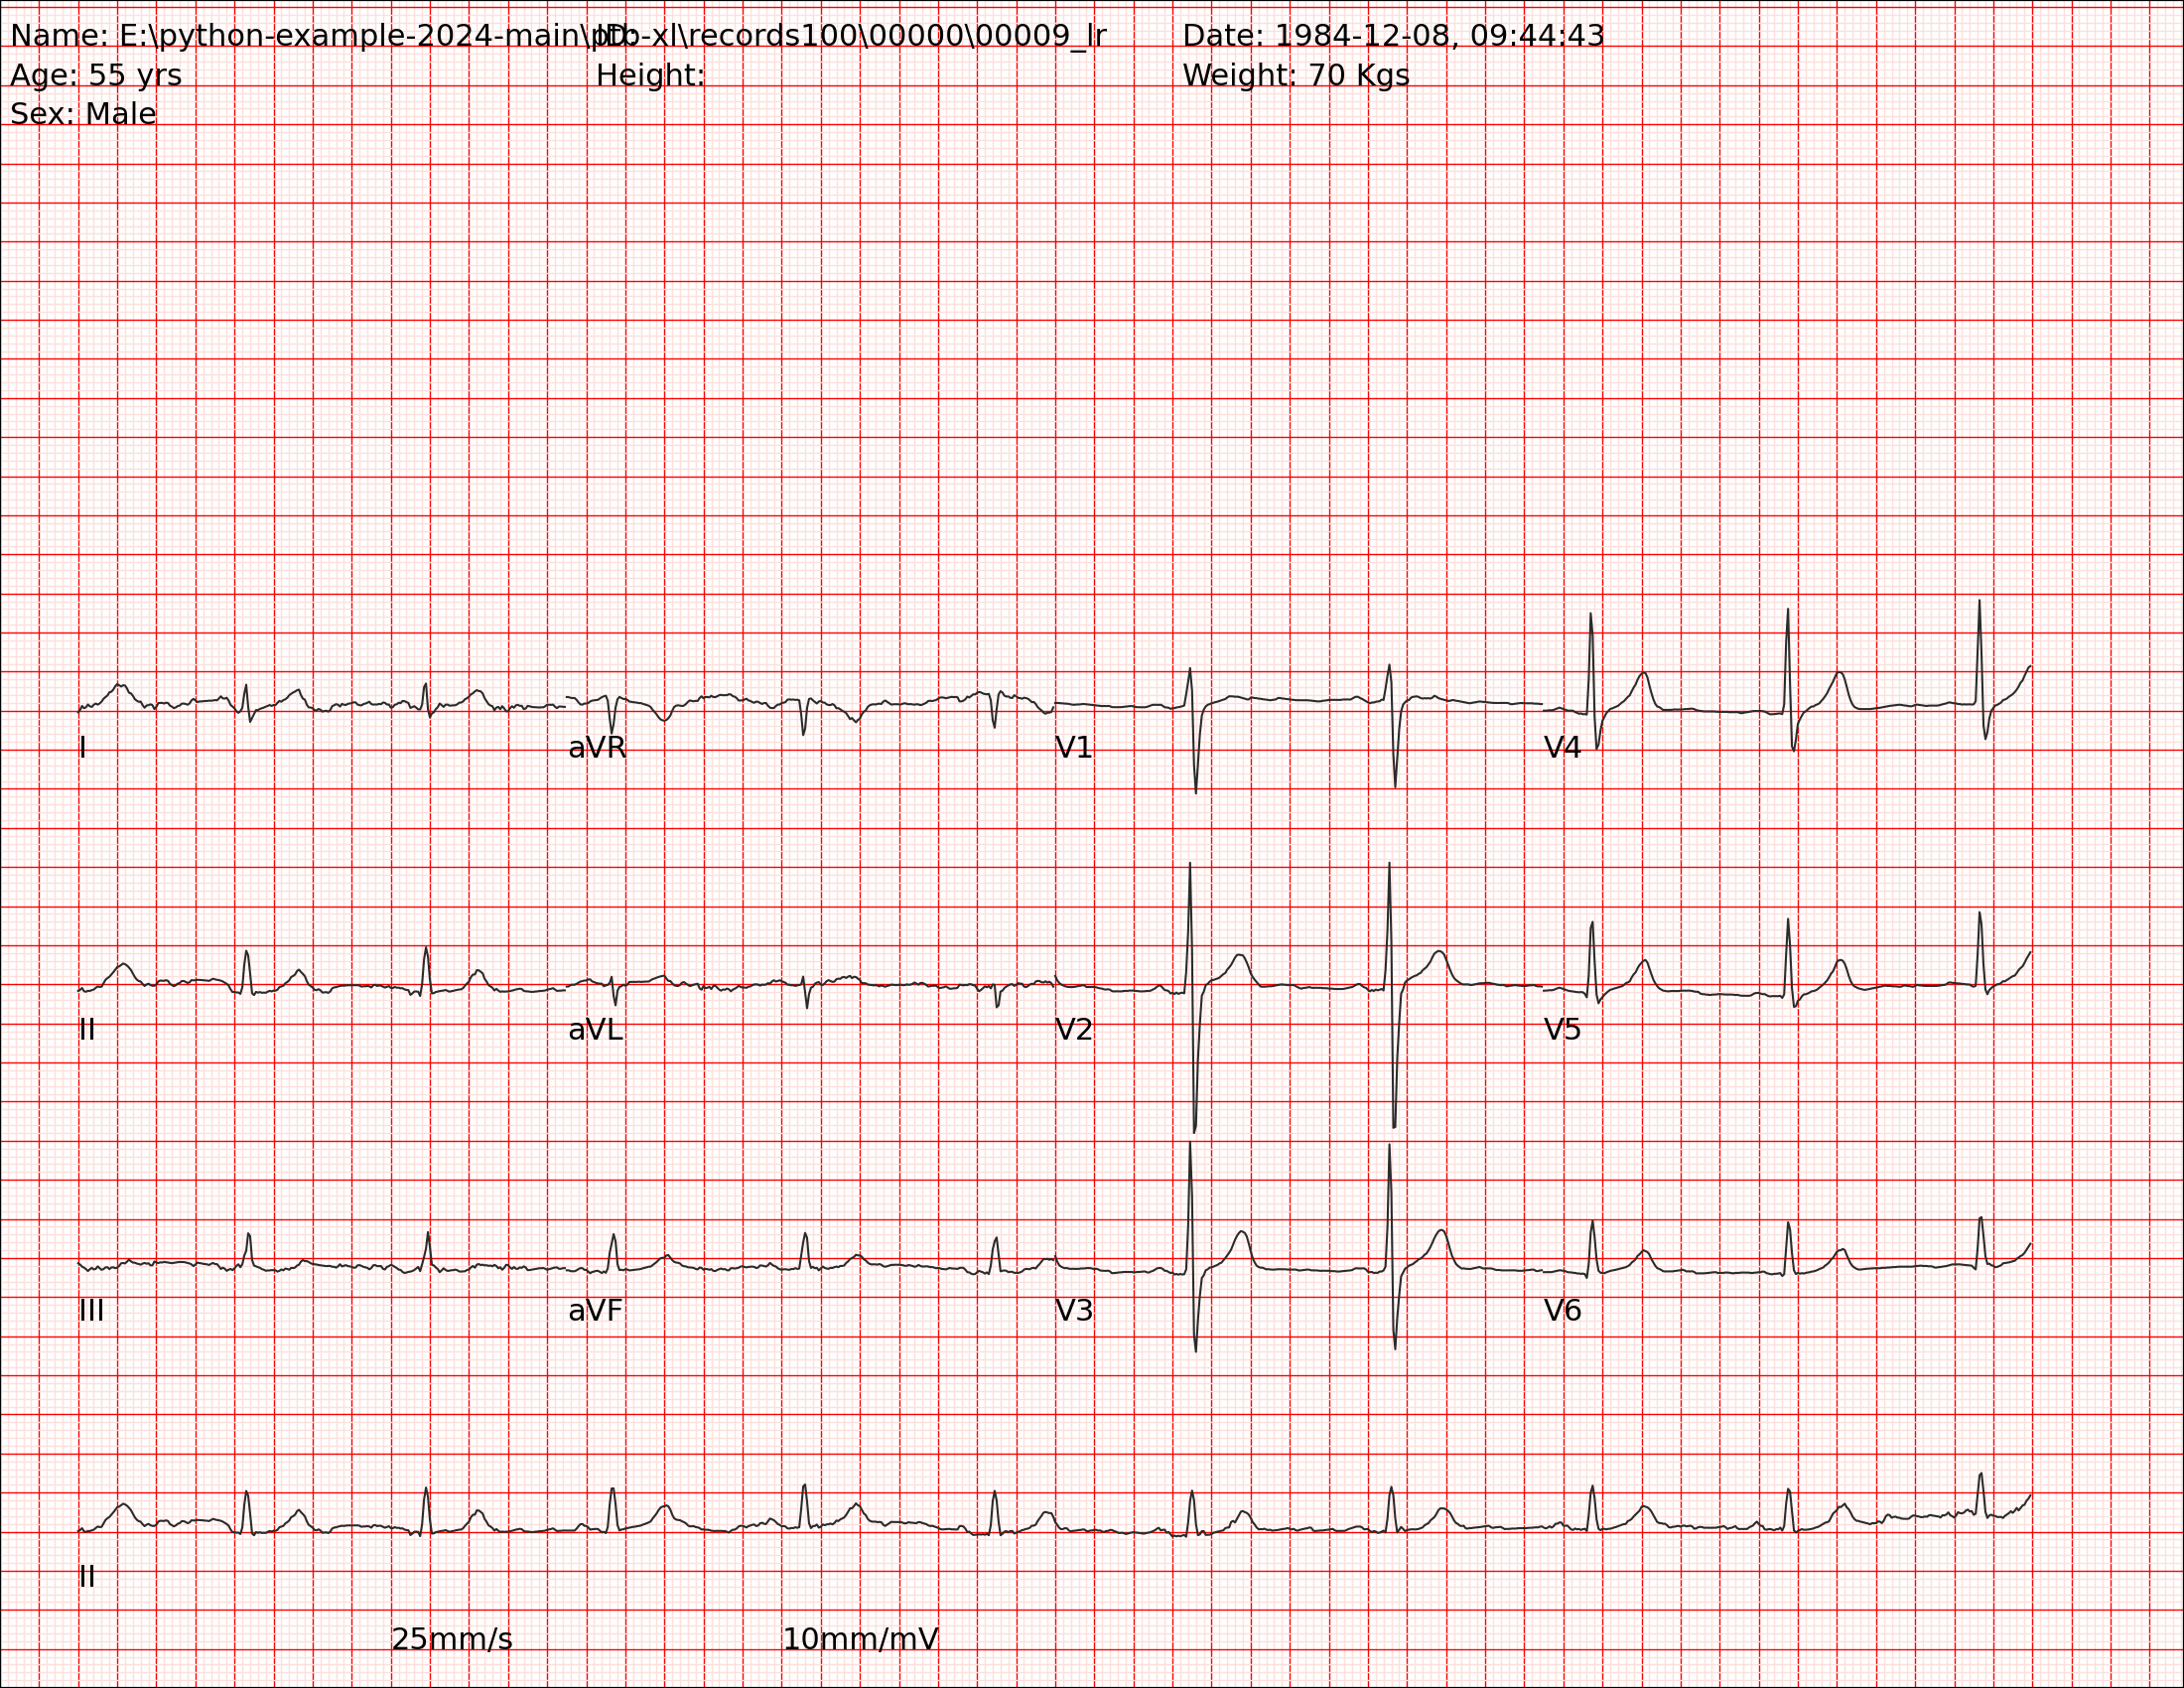 Name: E:\python-example-2024-main\ptb-xl\records100\00000\00009_lr ID: Date: 1984-12-08, 09:44:43
Age: 55 yrs Height: Weight: 70 Kgs
Sex: Male
I aVR V1 V4
II aVL V2 V5
III aVF V3 V6
II
25mm/s 10mm/mV